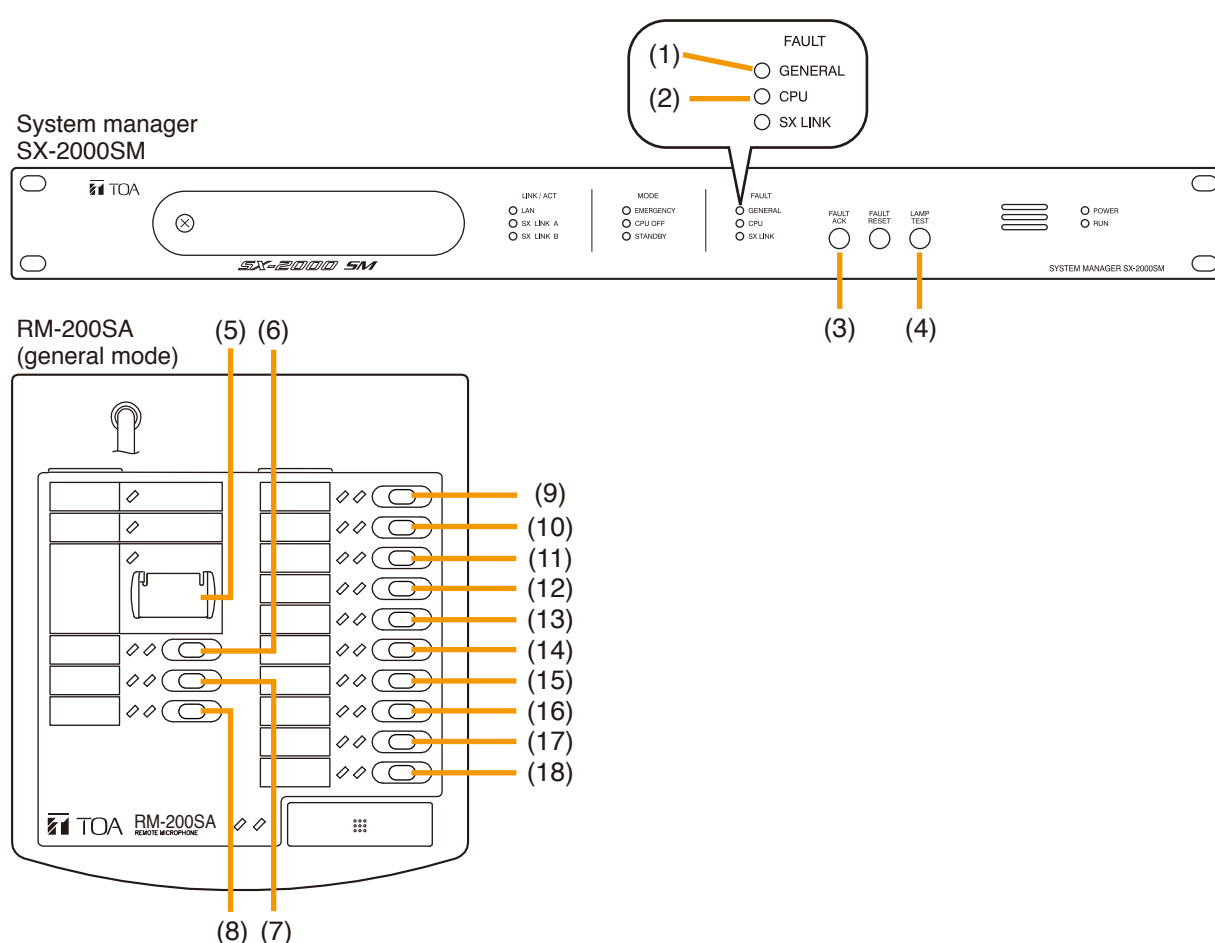 FAULT
(1)
GENERAL
(2)
CPU
SX LINK
System manager
SX-2000SM
TOA
LINK / ACT
LAN
SX LINK A
SX LINK B
MODE
EMERGENCY
CPU OFF
STANDBY
FAULT
GENERAL
CPU
SX LINK
FAULT
ACK
FAULT
RESET
LAMP
TEST
POWER
RUN
SX-2000 SM
SYSTEM MANAGER SX-2000SM
(3)
(4)
RM-200SA
(general mode)
(5)
(6)
(9)
(10)
(11)
(12)
(13)
(14)
(15)
(16)
(17)
(18)
TOA
RM-200SA
REMOTE MICROPHONE
(8)
(7)